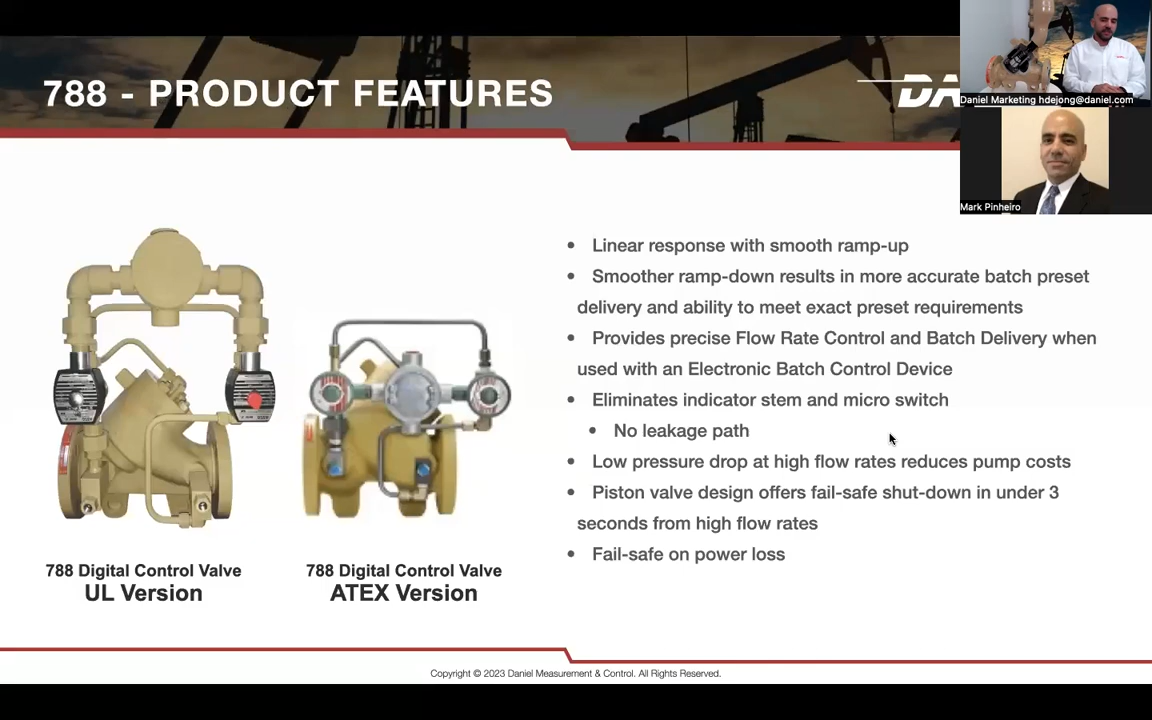 788 - PRODUCT FEATURES
DA
Daniel Marketing hdejong@daniel.com
Mark Pinheiro
• Linear response with smooth ramp-up
• Smoother ramp-down results in more accurate batch preset
delivery and ability to meet exact preset requirements
• Provides precise Flow Rate Control and Batch Delivery when
used with an Electronic Batch Control Device
• Eliminates indicator stem and micro switch
• No leakage path
• Low pressure drop at high flow rates reduces pump costs
• Piston valve design offers fail-safe shut-down in under 3
seconds from high flow rates
• Fail-safe on power loss
788 Digital Control Valve
UL Version
788 Digital Control Valve
ATEX Version
Copyright © 2023 Daniel Measurement & Control. All Rights Reserved.